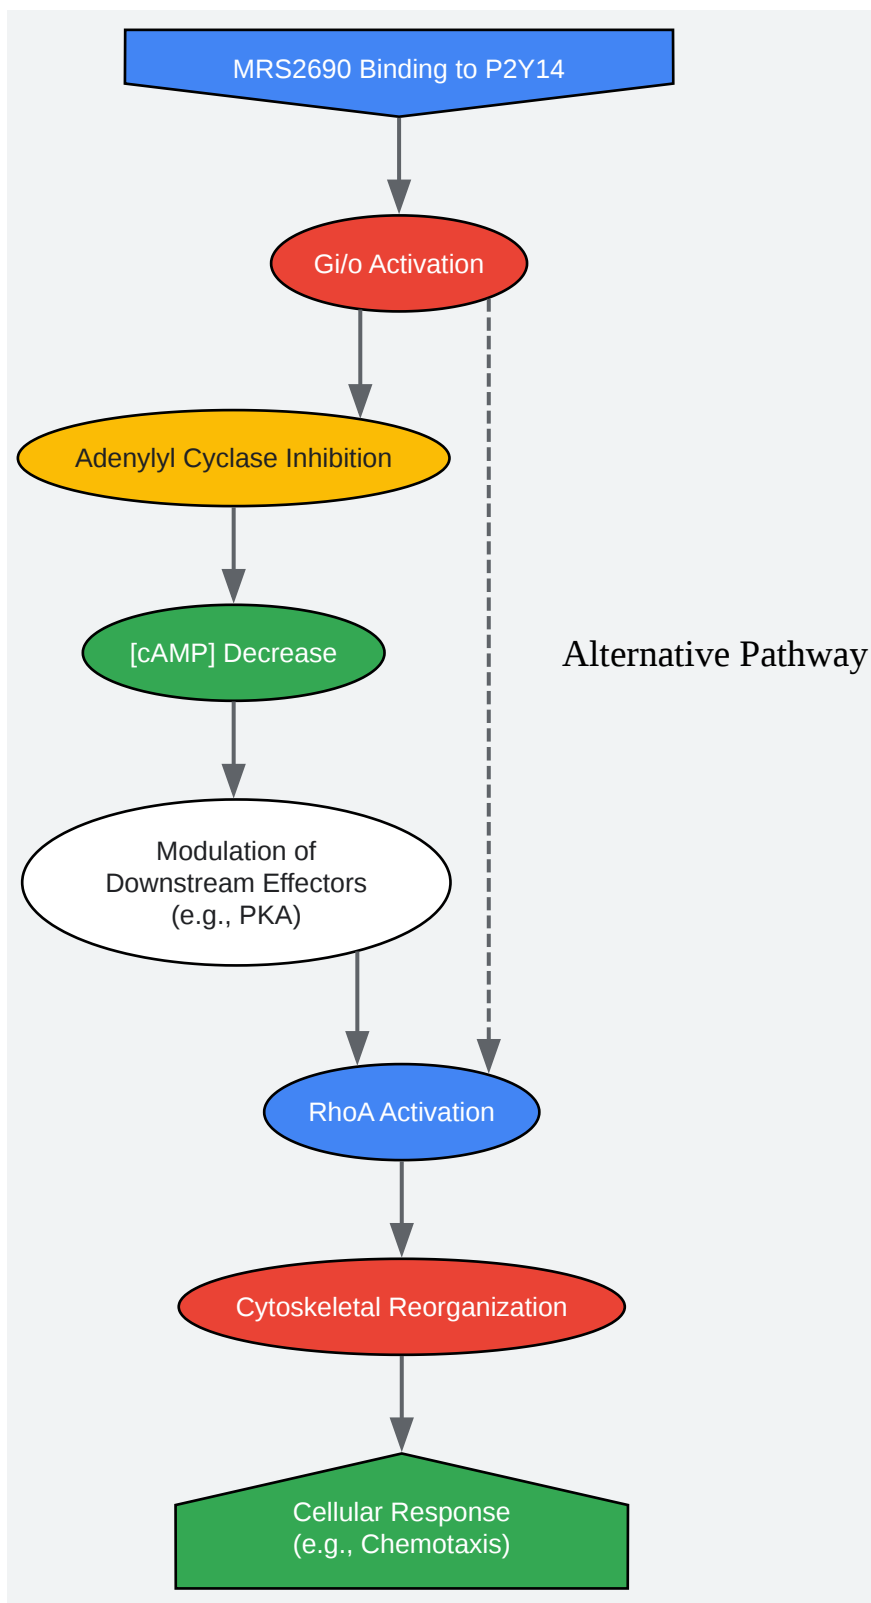 MRS2690 Binding to P2Y14
Gi/o Activation
Adenylyl Cyclase Inhibition
[cAMP] Decrease
Alternative Pathway
Modulation of
Downstream Effectors
(e.g., PKA)
RhoA Activation
Cytoskeletal Reorganization
Cellular Response
(e.g., Chemotaxis)